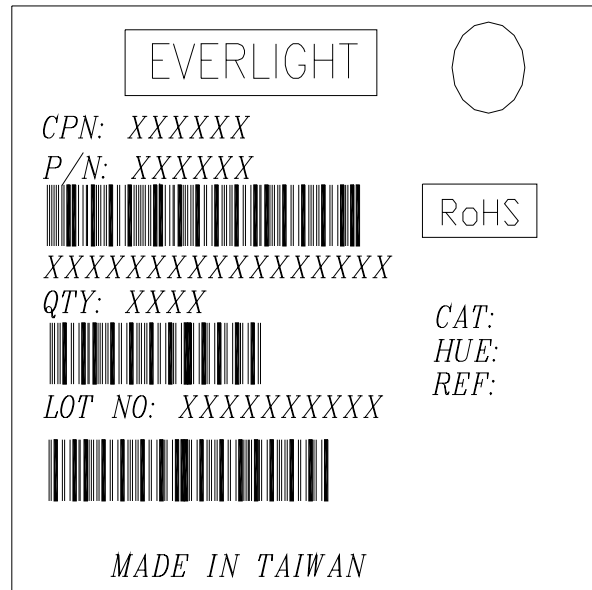 EVERLIGHT
CPN: XXXXXX
P/N: XXXXXX
RoHS
XXXXXXXXXXXXXXXXX
QTY: XXXX
CAT:
HUE:
REF:
LOT NO: XXXXXXXXXX
MADE IN TAIWAN